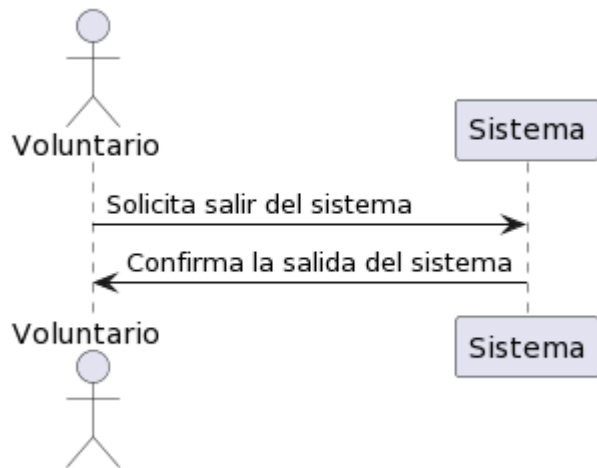 Voluntario
Sistema
Solicita salir del sistema
Confirma la salida del sistema
Voluntario
Sistema